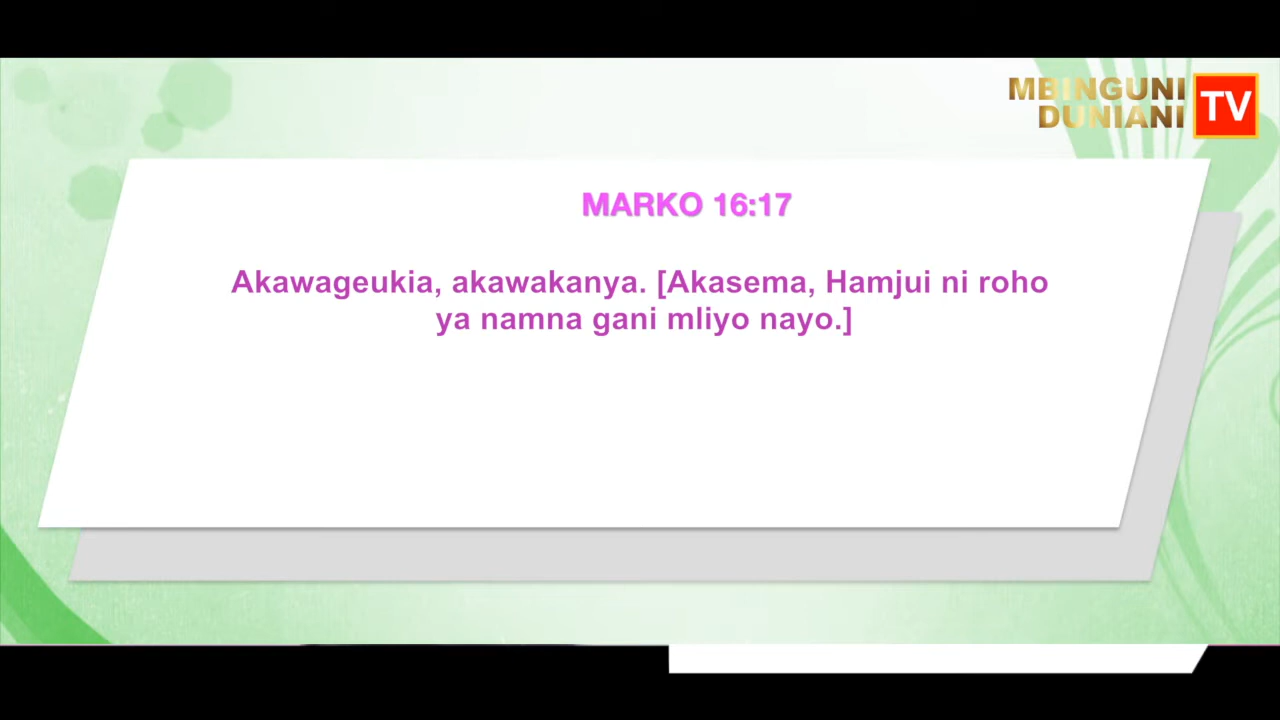 MBINGUNI
DUNIANI
TV
MARKO 16:17
Akawageukia, akawakanya. [Akasema, Hamjui ni roho
ya namna gani mliyo nayo.]